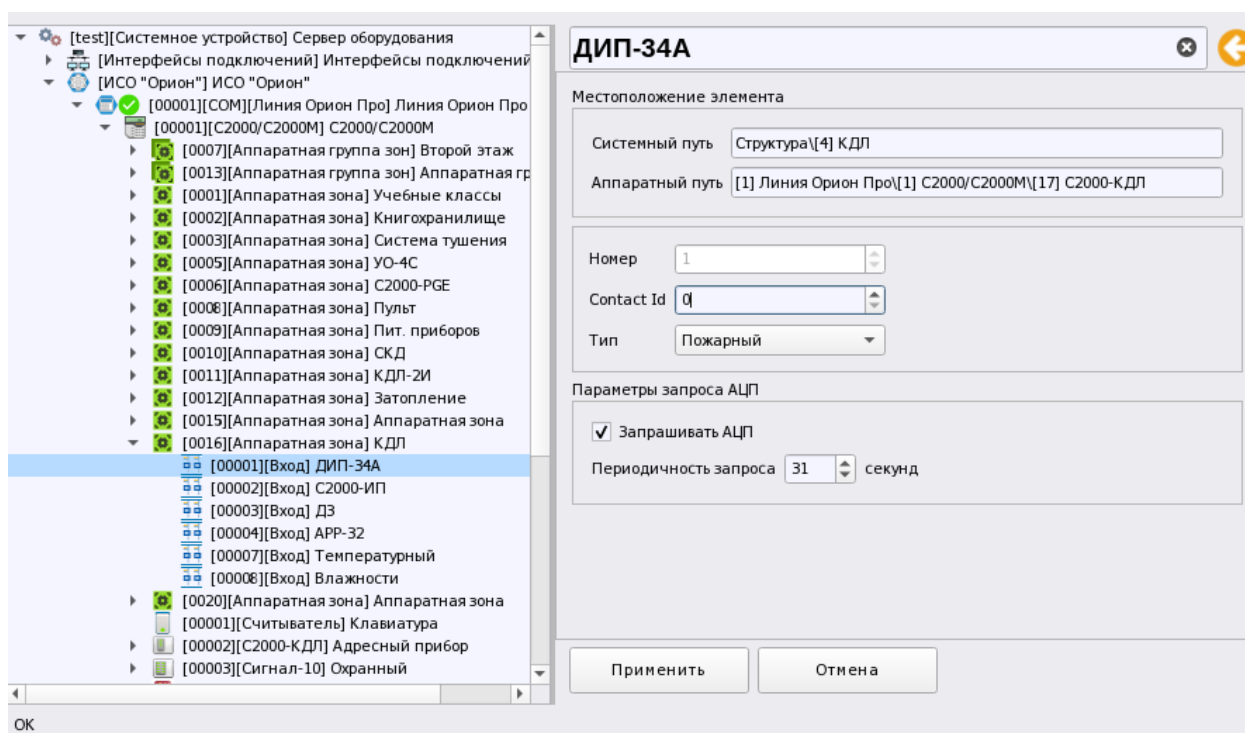 [test][Системное устройство] Сервер оборудования
[Интерфейсы подключений] Интерфейсы подключений
[ИСО "Орион"] ИСО "Орион"
[00001][COM][Линия Орион Про] Линия Орион Про
[00001][С2000/С2000М] С2000/С2000М
[0007][Аппаратная группа зон] Второй этаж
[0013][Аппаратная группа зон] Аппаратная гр
[0001][Аппаратная зона] Учебные классы
[0002][Аппаратная зона] Книгохранилище
[0003][Аппаратная зона] Система тушения
[0005][Аппаратная зона] УО-4С
[0006][Аппаратная зона] С2000-PGE
[0008][Аппаратная зона] Пульт
[0009][Аппаратная зона] Пит. приборов
[0010][Аппаратная зона] СКД
[0011][Аппаратная зона] КДЛ-2И
[0012][Аппаратная зона] Затопление
[0015][Аппаратная зона] Аппаратная зона
[0016][Аппаратная зона] КДЛ
[00001][Вход] ДИП-34А
[00002][Вход] С2000-ИП
[00003][Вход] ДЗ
[00004][Вход] АРР-32
[00007][Вход] Температурный
[00008][Вход] Влажности
[0020][Аппаратная зона] Аппаратная зона
[00001][Считыватель] Клавиатура
[00002][С2000-КДЛ] Адресный прибор
[00003][Сигнал-10] Охранный
OK
ДИП-34А
Местоположение элемента
Системный путь Структура\[4] КДЛ
Аппаратный путь [1] Линия Орион Про\[1] С2000/С2000М\[17] С2000-КДЛ
Номер 1
Contact Id 0
Тип Пожарный
Параметры запроса АЦП
Запрашивать АЦП
Периодичность запроса 31 секунд
Применить Отмена